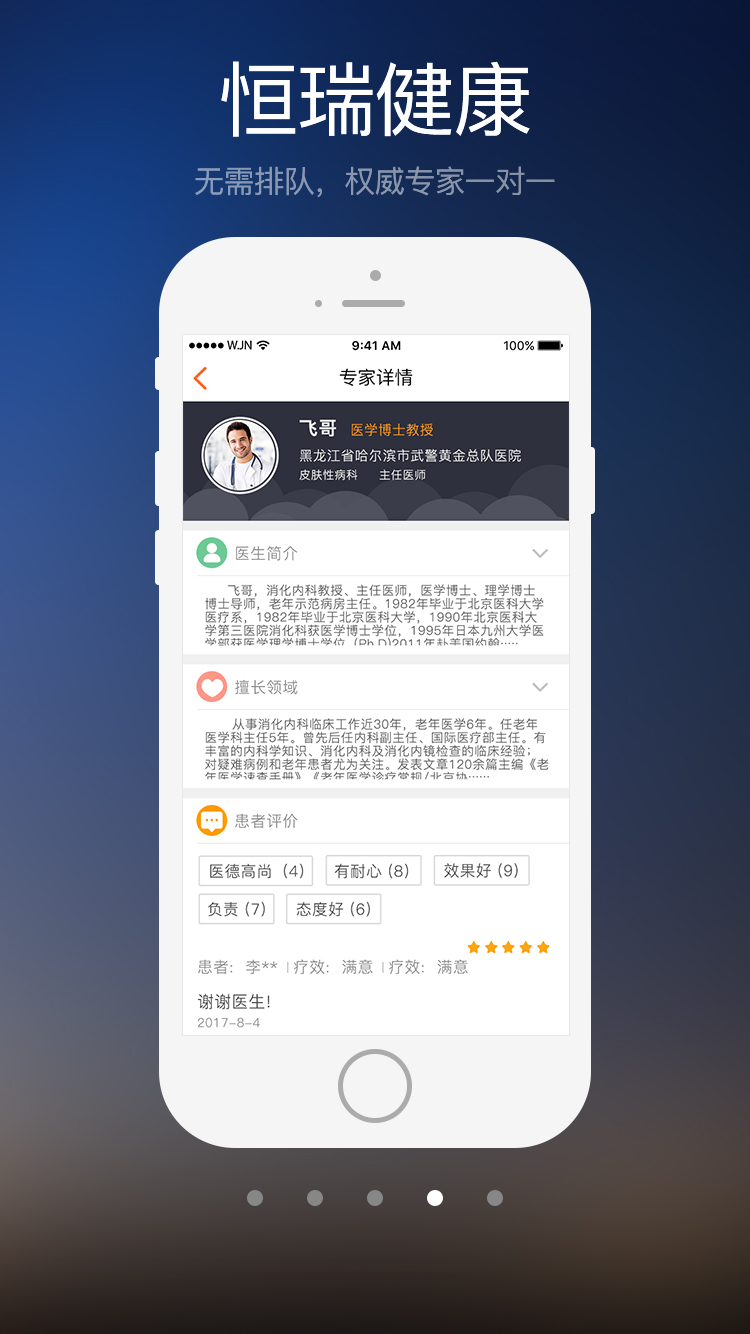 恒瑞健康
无需排队，权威专家一对一
WJN 9:41 AM 100%
专家详情
飞哥 医学博士教授
黑龙江省哈尔滨市武警黄金总队医院
皮肤性病科 主任医师
医生简介
飞哥，消化内科教授、主任医师，医学博士、理学博士
博士导师，老年示范病房主任。1982年毕业于北京医科大学
医疗系，1982年毕业于北京医科大学，1990年北京医科大
学第三医院消化科获医学博士学位，1995年日本九州大学医
学部获医学理学博士学位（Ph.D)2011年赴美国约翰……
擅长领域
从事消化内科临床工作近30年，老年医学6年。任老年
医学科主任5年。曾先后任内科副主任、国际医疗部主任。有
丰富的内科学知识、消化内科及消化内镜检查的临床经验；
对疑难病例和老年患者尤为关注。发表文章120余篇主编《老
年医学速查手册》《老年医学诊疗常规/北京协……
患者评价
医德高尚（4） 有耐心（8） 效果好（9）
负责（7） 态度好（6）
患者： 李** | 疗效： 满意 | 疗效： 满意
谢谢医生！
2017-8-4